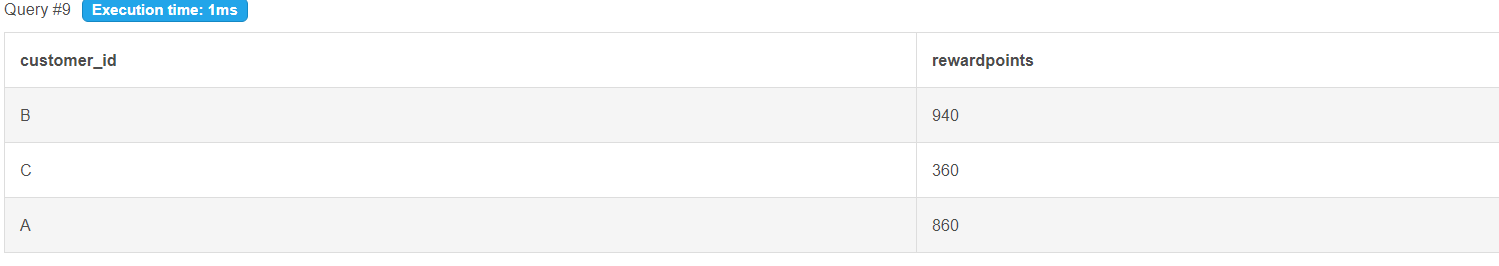 Query #9 Execution time: 1ms
customer_id rewardpoints
B 940
C 360
A 860